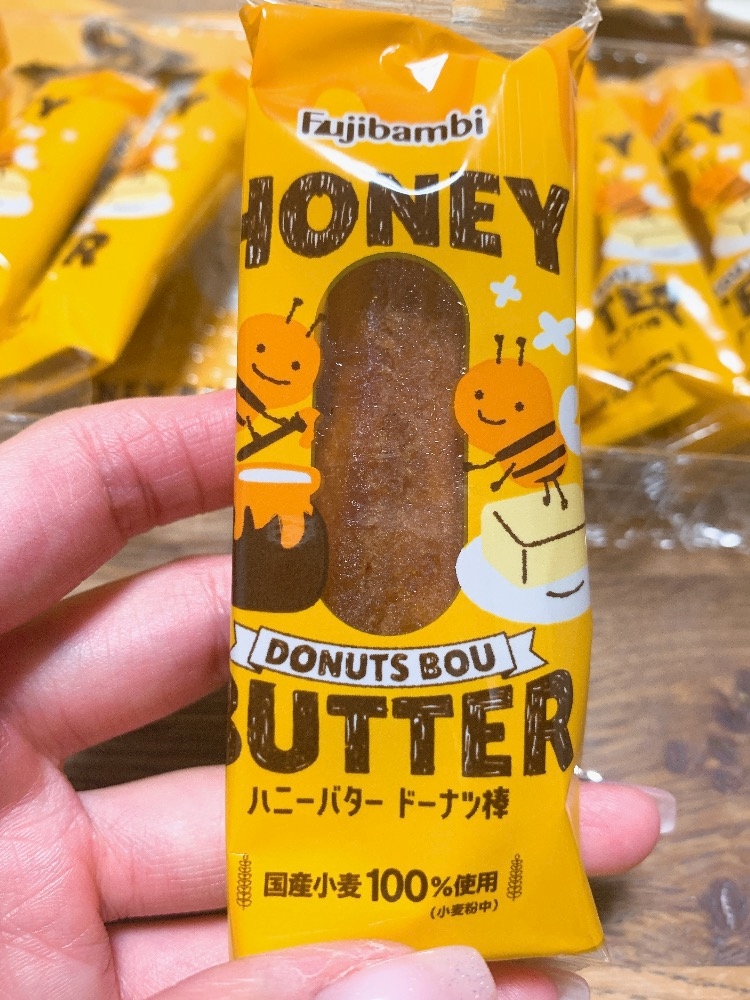 Fujibambi
HONEY
DONUTS BOU
BUTTER
ハニーバター ドーナツ棒
国産小麦100%使用
(小麦粉中)